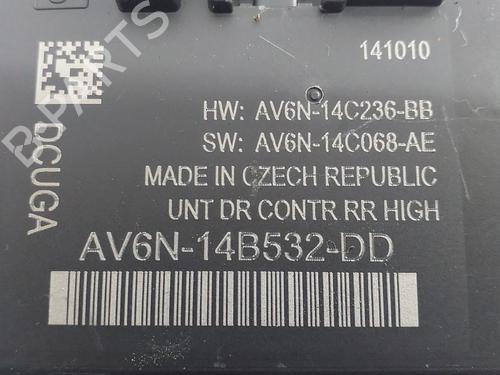 141010
HW: AV6N-14C236-BB
SW: AV6N-14C068-AE
MADE IN CZECH REPUBLIC
UNT DR CONTR RR HIGH
AV6N-14B532-DD
DCUGA
B-PARTS